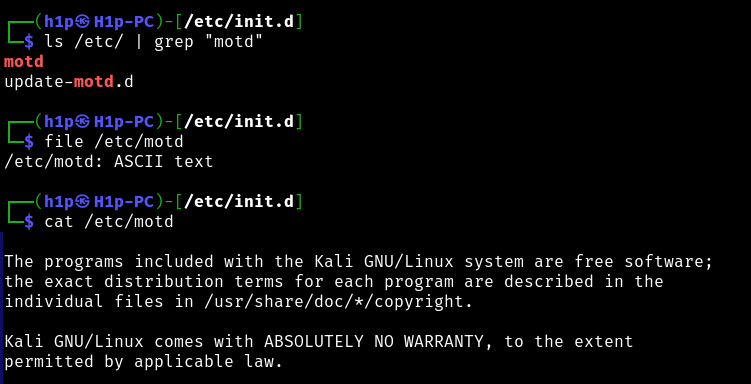 ┌──(h1p㉿H1p-PC)-[/etc/init.d]
└─$ ls /etc/ | grep "motd"
motd
update-motd.d
┌──(h1p㉿H1p-PC)-[/etc/init.d]
└─$ file /etc/motd
/etc/motd: ASCII text
┌──(h1p㉿H1p-PC)-[/etc/init.d]
└─$ cat /etc/motd
The programs included with the Kali GNU/Linux system are free software;
the exact distribution terms for each program are described in the
individual files in /usr/share/doc/*/copyright.
Kali GNU/Linux comes with ABSOLUTELY NO WARRANTY, to the extent
permitted by applicable law.